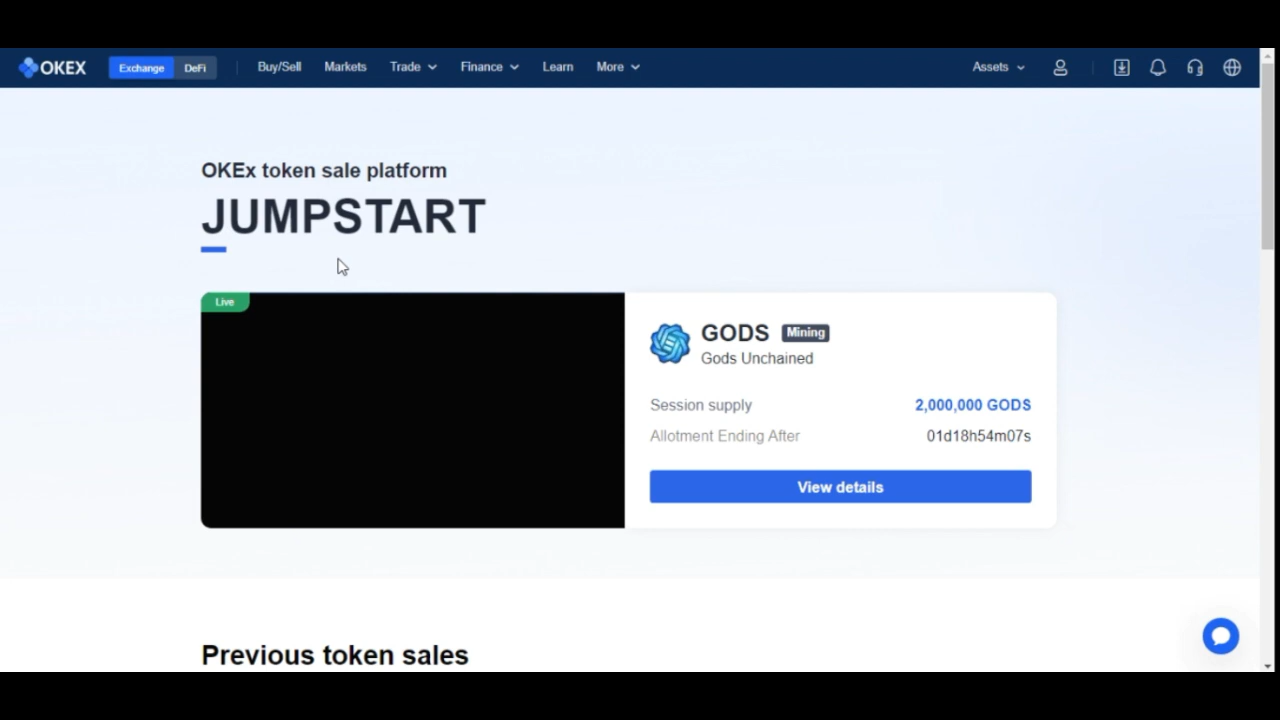 OKEX Exchange DeFi Buy/Sell Markets Trade Finance Learn More Assets
OKEx token sale platform
JUMPSTART
Live
GODS Mining
Gods Unchained
Session supply 2,000,000 GODS
Allotment Ending After 01d18h54m07s
View details
Previous token sales